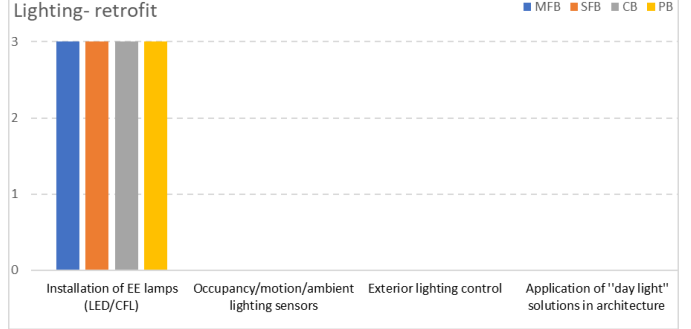 Lighting- retrofit
MFB SFB CB PB
3
2
1
0
Installation of EE lamps
(LED/CFL)
Occupancy/motion/ambient
lighting sensors
Exterior lighting control
Application of "day light"
solutions in architecture